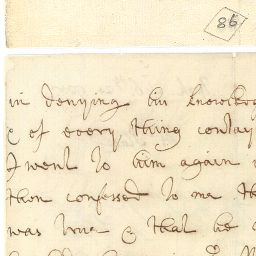 86
in denying his knowledg
& of every thing contay
I went to him again
then confessed to me th
was true & that he